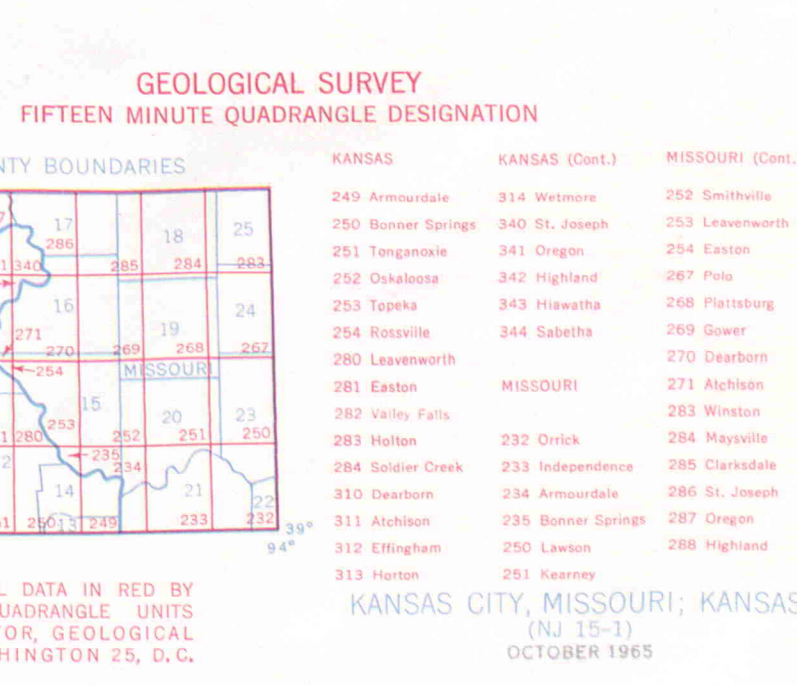 GEOLOGICAL SURVEY
FIFTEEN MINUTE QUADRANGLE DESIGNATION
NTY BOUNDARIES
17
286
18
25
340
285
284
283
16
24
271
19
270
269
268
267
254
MISSOURI
15
253
20
23
280
252
251
250
235
234
14
21
22
250
13
249
233
232
39°
94°
KANSAS
249 Armourdale
250 Bonner Springs
251 Tonganoxie
252 Oskaloosa
253 Topeka
254 Rossville
280 Leavenworth
281 Easton
282 Valley Falls
283 Holton
284 Soldier Creek
310 Dearborn
311 Atchison
312 Effingham
313 Horton
KANSAS (Cont.)
314 Wetmore
340 St. Joseph
341 Oregon
342 Highland
343 Hiawatha
344 Sabetha
MISSOURI
232 Orrick
233 Independence
234 Armourdale
235 Bonner Springs
250 Lawson
251 Kearney
MISSOURI (Cont.
252 Smithville
253 Leavenworth
254 Easton
267 Polo
268 Plattsburg
269 Gower
270 Dearborn
271 Atchison
283 Winston
284 Maysville
285 Clarksdale
286 St. Joseph
287 Oregon
288 Highland
L DATA IN RED BY
UADRANGLE UNITS
TOR, GEOLOGICAL
HINGTON 25, D.C.
KANSAS CITY, MISSOURI; KANSAS
(NJ 15-1)
OCTOBER 1965